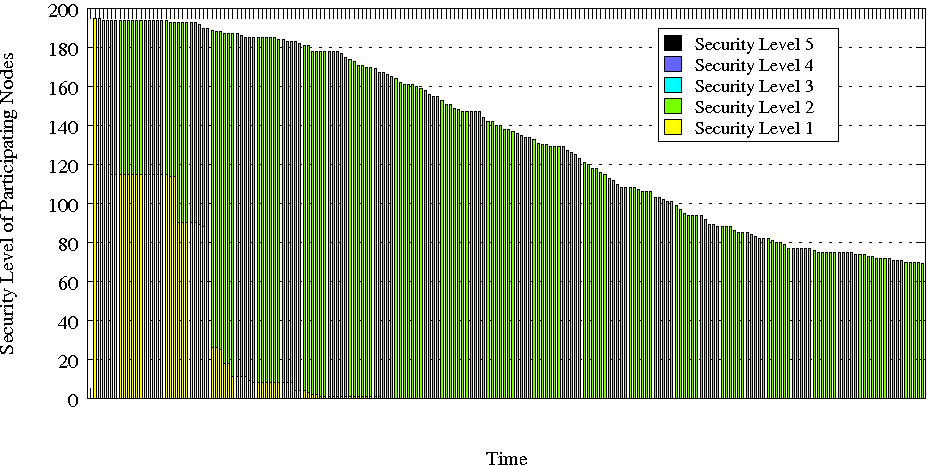 Security Level of Participating Nodes
200
180
160
140
120
100
80
60
40
20
0
Security Level 5
Security Level 4
Security Level 3
Security Level 2
Security Level 1
Time